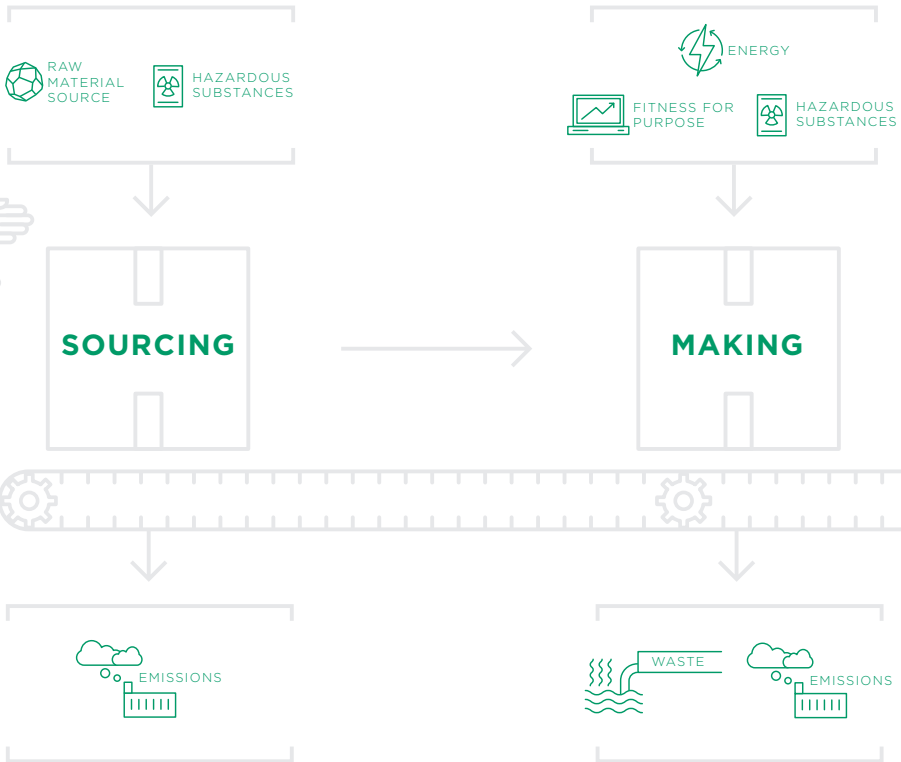 RAW
MATERIAL
SOURCE
HAZARDOUS
SUBSTANCES
ENERGY
FITNESS FOR
PURPOSE
HAZARDOUS
SUBSTANCES
SOURCING
MAKING
EMISSIONS
WASTE
EMISSIONS